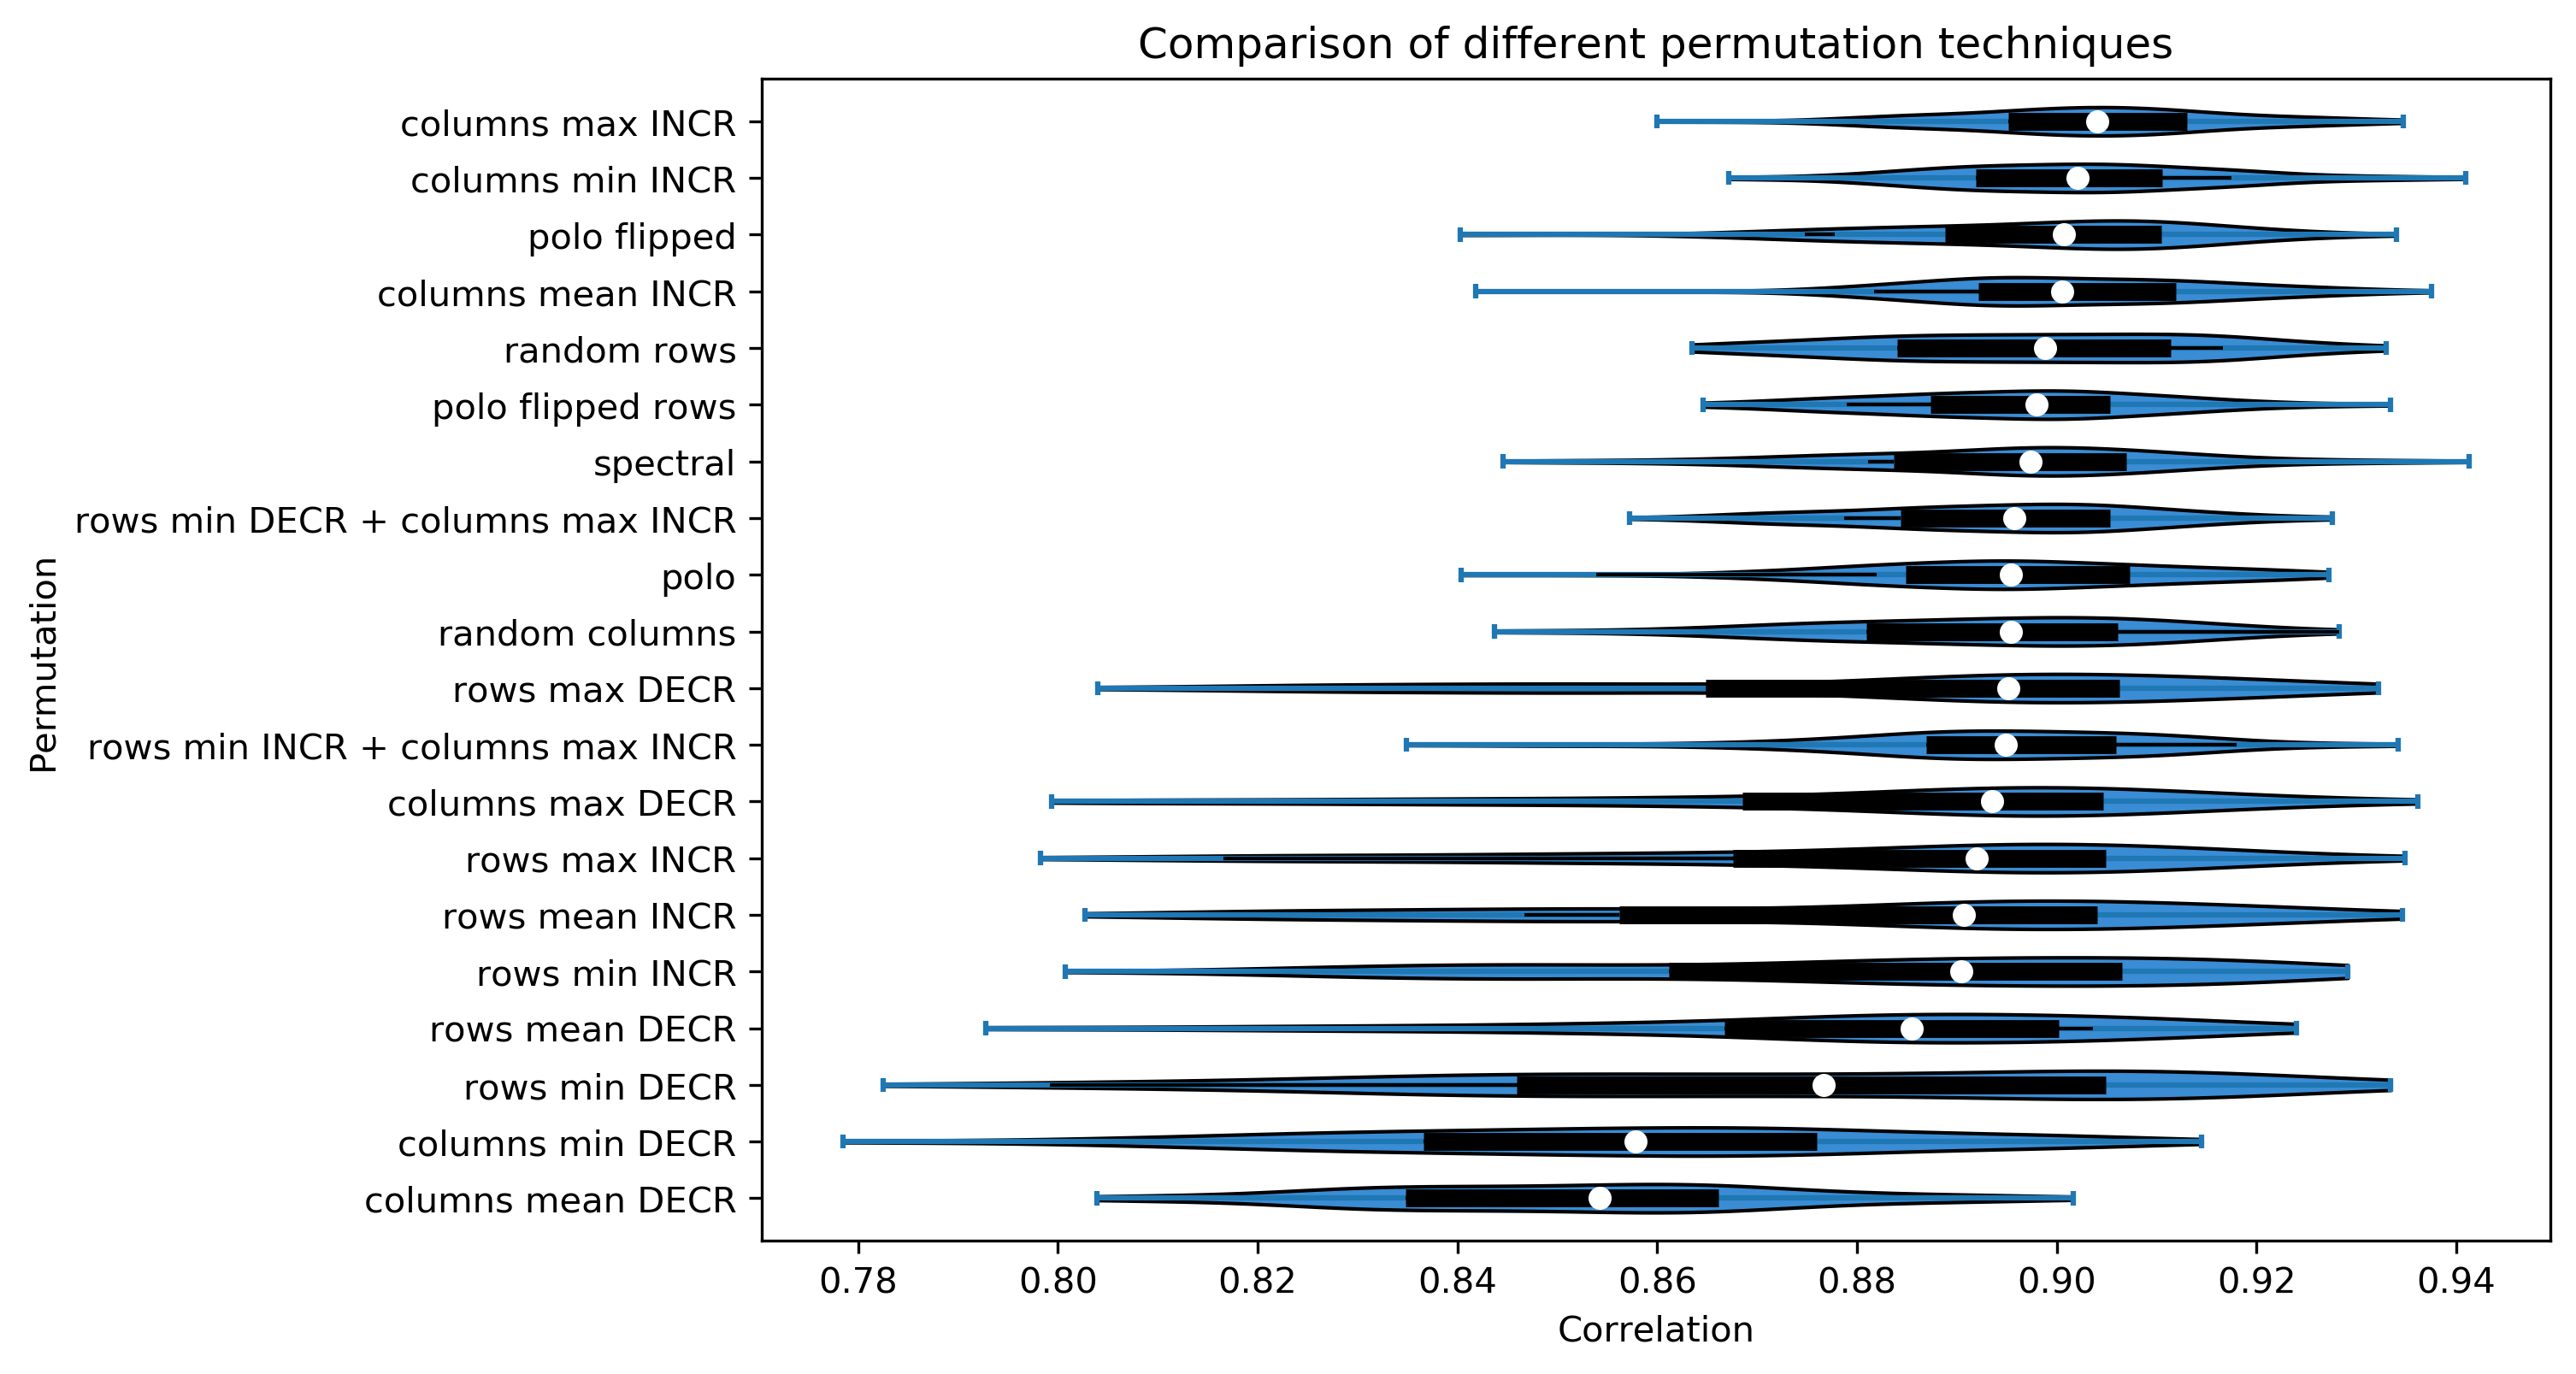 Comparison of different permutation techniques
Permutation
columns max INCR
columns min INCR
polo flipped
columns mean INCR
random rows
polo flipped rows
spectral
rows min DECR + columns max INCR
polo
random columns
rows max DECR
rows min INCR + columns max INCR
columns max DECR
rows max INCR
rows mean INCR
rows min INCR
rows mean DECR
rows min DECR
columns min DECR
columns mean DECR
0.78 0.80 0.82 0.84 0.86 0.88 0.90 0.92 0.94
Correlation